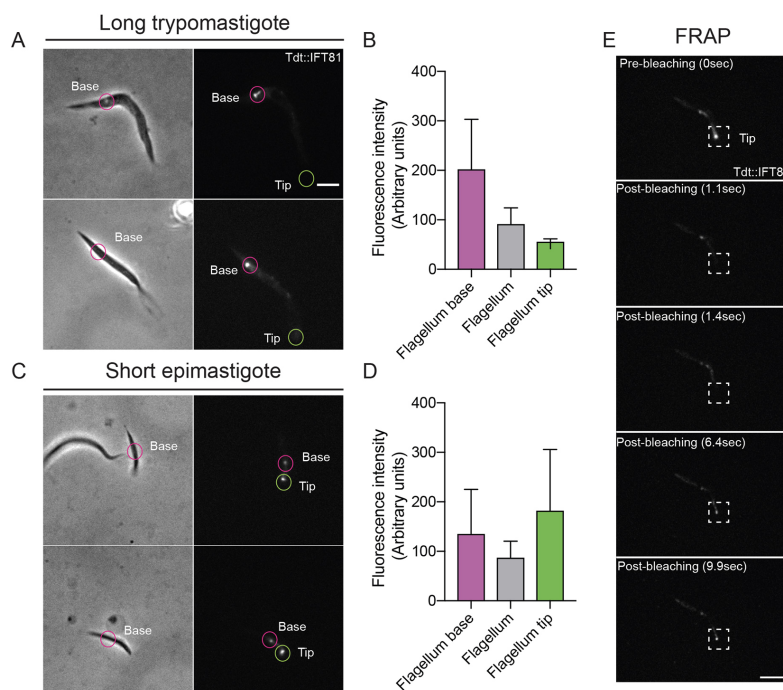 Long trypomastigote
A
Base
Tdt::IFT81
Base
Tip
Base
Base
Tip
B
Fluorescence intensity
(Arbitrary units)
400
300
200
100
0
Flagellum base
Flagellum
Flagellum tip
C
Short epimastigote
Base
Base
Tip
Base
Base
Tip
D
Fluorescence intensity
(Arbitrary units)
400
300
200
100
0
Flagellum base
Flagellum
Flagellum tip
E
FRAP
Pre-bleaching (0sec)
Tip
Tdt::IFT8
Post-bleaching (1.1sec)
Post-bleaching (1.4sec)
Post-bleaching (6.4sec)
Post-bleaching (9.9sec)